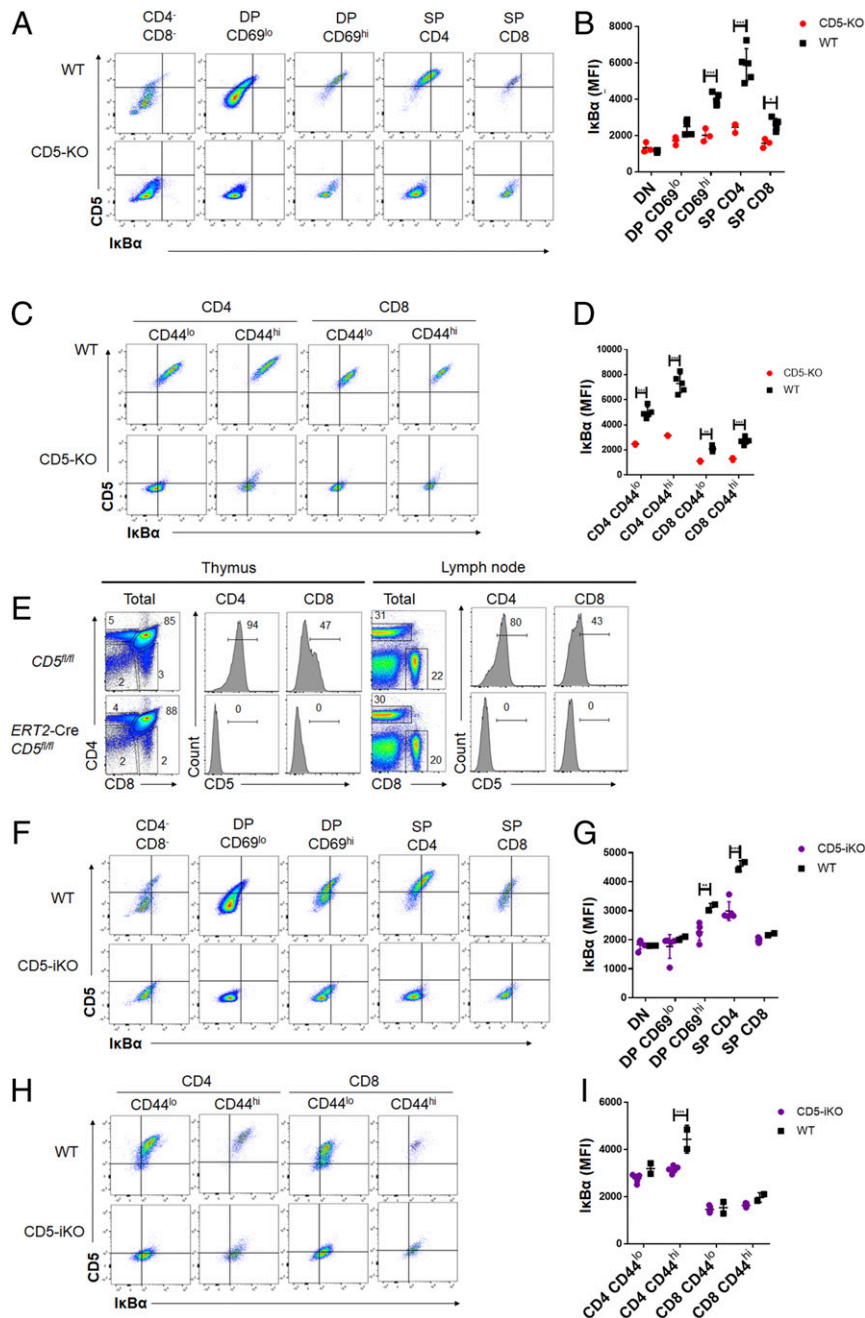 A
CD4- CD8-
DP CD69lo
DP CD69hi
SP CD4
SP CD8
WT
CD5-KO
CD5
IκBα
B
IκBα (MFI)
8000
6000
4000
2000
0
CD5-KO
WT
DN
DP CD69lo
DP CD69hi
SP CD4
SP CD8
C
CD4
CD8
CD44lo
CD44hi
CD44lo
CD44hi
WT
CD5-KO
CD5
IκBα
D
IκBα (MFI)
10000
8000
6000
4000
2000
0
CD5-KO
WT
CD4 CD44lo
CD4 CD44hi
CD8 CD44lo
CD8 CD44hi
E
Thymus
Lymph node
Total
CD4
CD8
Total
CD4
CD8
CD5fl/fl
5
85
2
3
94
47
31
22
80
43
ERT2-Cre
CD5fl/fl
4
88
2
2
0
0
30
20
0
0
CD4
Count
Count
CD8
CD5
CD8
CD5
F
CD4- CD8-
DP CD69lo
DP CD69hi
SP CD4
SP CD8
WT
CD5-iKO
CD5
IκBα
G
IκBα (MFI)
5000
4000
3000
2000
1000
0
CD5-iKO
WT
DN
DP CD69lo
DP CD69hi
SP CD4
SP CD8
H
CD4
CD8
CD44lo
CD44hi
CD44lo
CD44hi
WT
CD5-iKO
CD5
IκBα
I
IκBα (MFI)
6000
4000
2000
0
CD5-iKO
WT
CD4 CD44lo
CD4 CD44hi
CD8 CD44lo
CD8 CD44hi